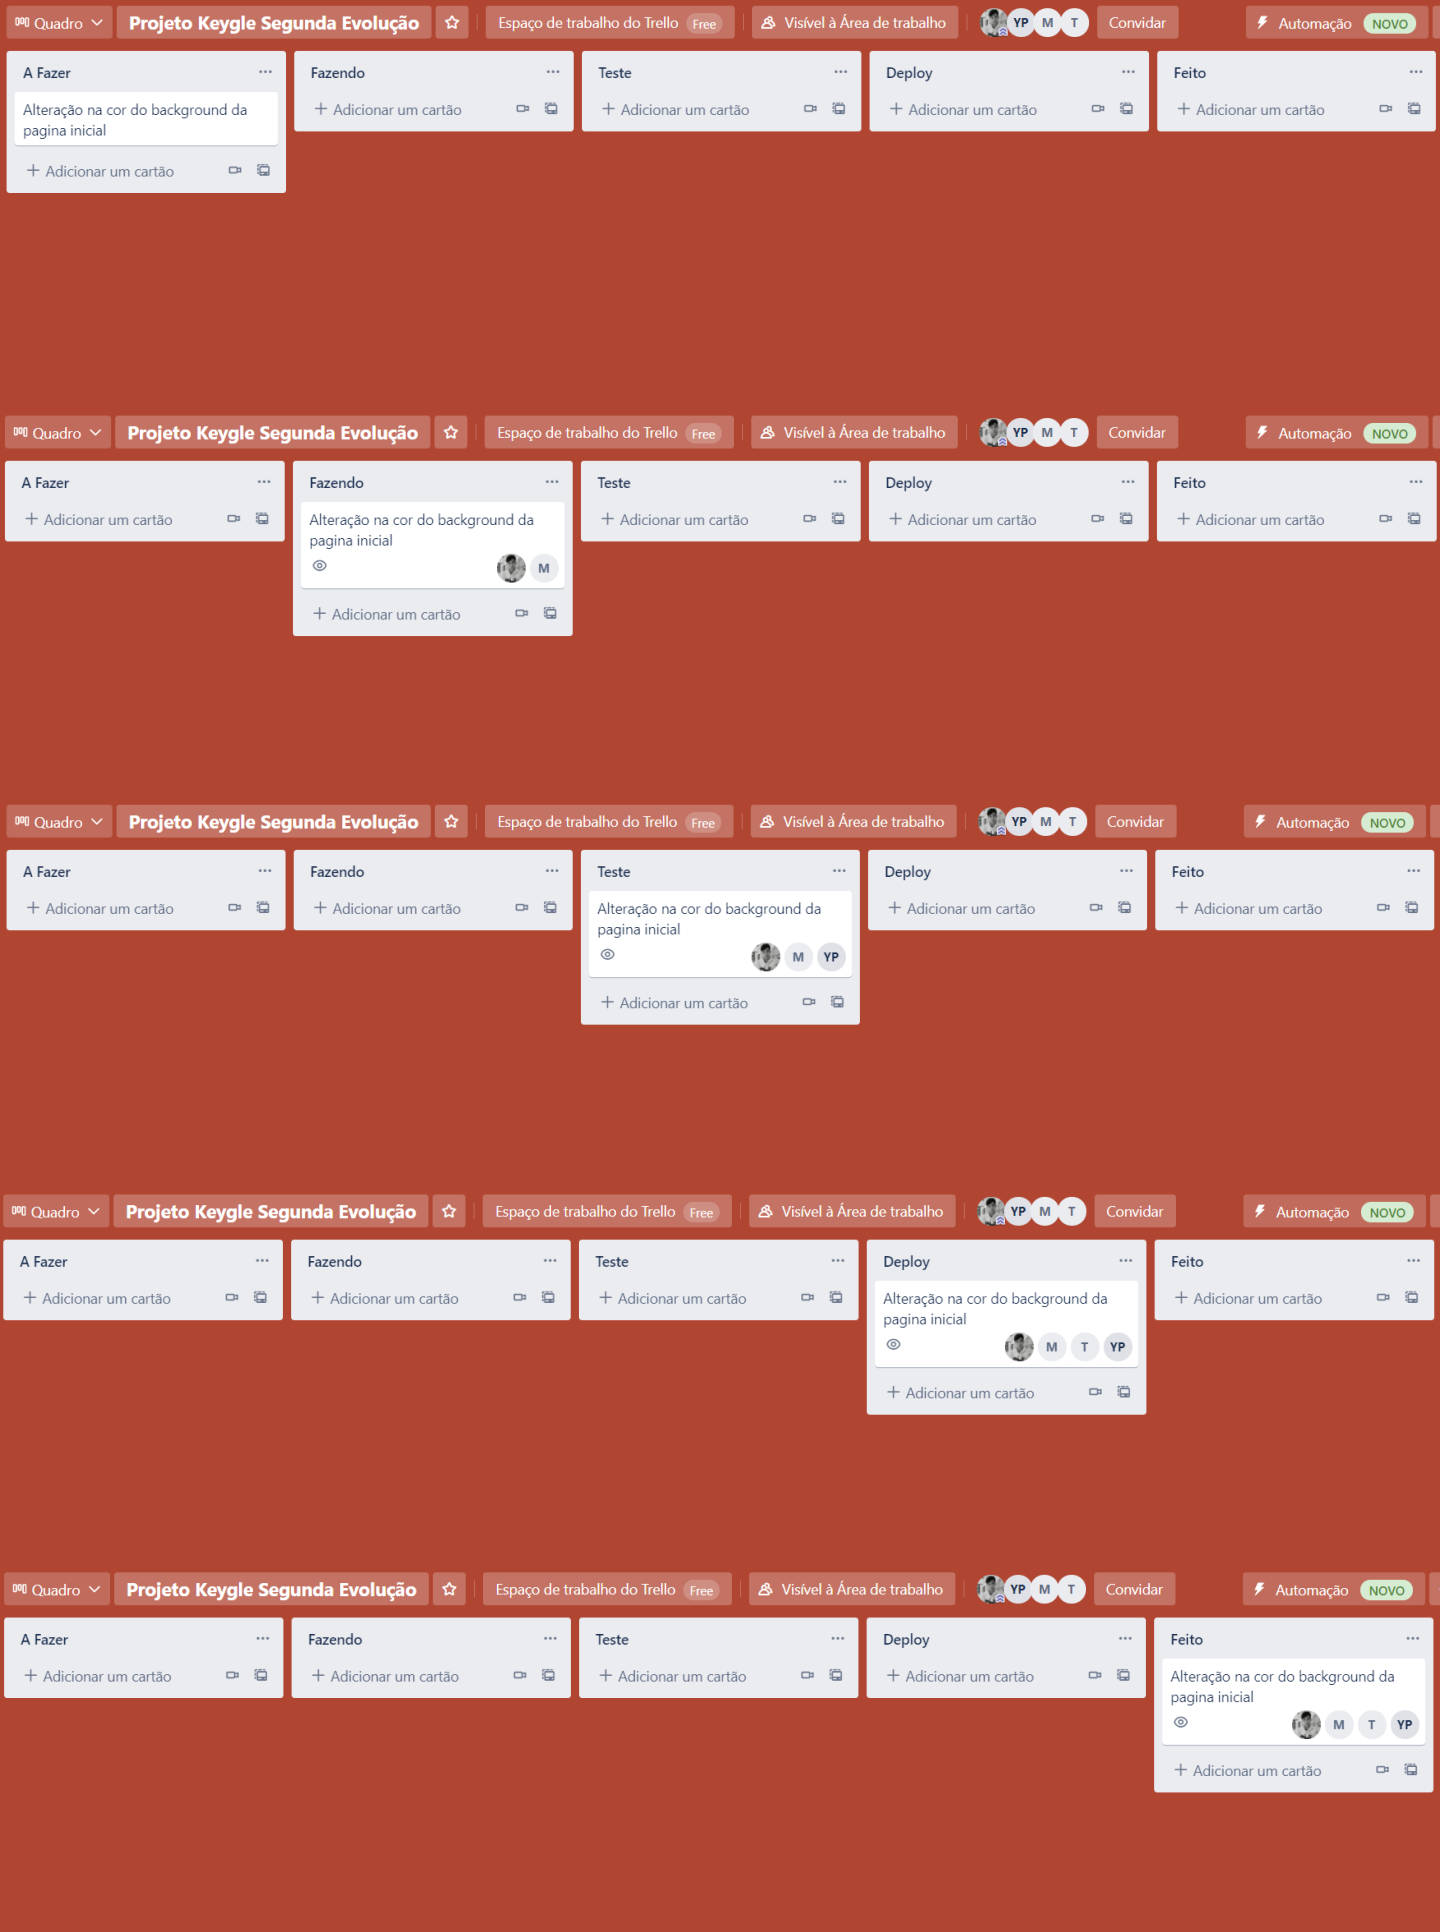 Quadro Projeto Keygle Segunda Evolução Espaço de trabalho do Trello Free Visível à Área de trabalho YP M T Convidar Automação NOVO
A Fazer Fazendo Teste Deploy Feito
Alteração na cor do background da
pagina inicial
Adicionar um cartão
Adicionar um cartão
Adicionar um cartão
Adicionar um cartão
Adicionar um cartão
Quadro Projeto Keygle Segunda Evolução Espaço de trabalho do Trello Free Visível à Área de trabalho YP M T Convidar Automação NOVO
A Fazer Fazendo Teste Deploy Feito
Adicionar um cartão
Alteração na cor do background da
pagina inicial
M
Adicionar um cartão
Adicionar um cartão
Adicionar um cartão
Adicionar um cartão
Quadro Projeto Keygle Segunda Evolução Espaço de trabalho do Trello Free Visível à Área de trabalho YP M T Convidar Automação NOVO
A Fazer Fazendo Teste Deploy Feito
Adicionar um cartão
Adicionar um cartão
Alteração na cor do background da
pagina inicial
M YP
Adicionar um cartão
Adicionar um cartão
Adicionar um cartão
Quadro Projeto Keygle Segunda Evolução Espaço de trabalho do Trello Free Visível à Área de trabalho YP M T Convidar Automação NOVO
A Fazer Fazendo Teste Deploy Feito
Adicionar um cartão
Adicionar um cartão
Adicionar um cartão
Alteração na cor do background da
pagina inicial
M T YP
Adicionar um cartão
Adicionar um cartão
Quadro Projeto Keygle Segunda Evolução Espaço de trabalho do Trello Free Visível à Área de trabalho YP M T Convidar Automação NOVO
A Fazer Fazendo Teste Deploy Feito
Adicionar um cartão
Adicionar um cartão
Adicionar um cartão
Adicionar um cartão
Alteração na cor do background da
pagina inicial
M T YP
Adicionar um cartão